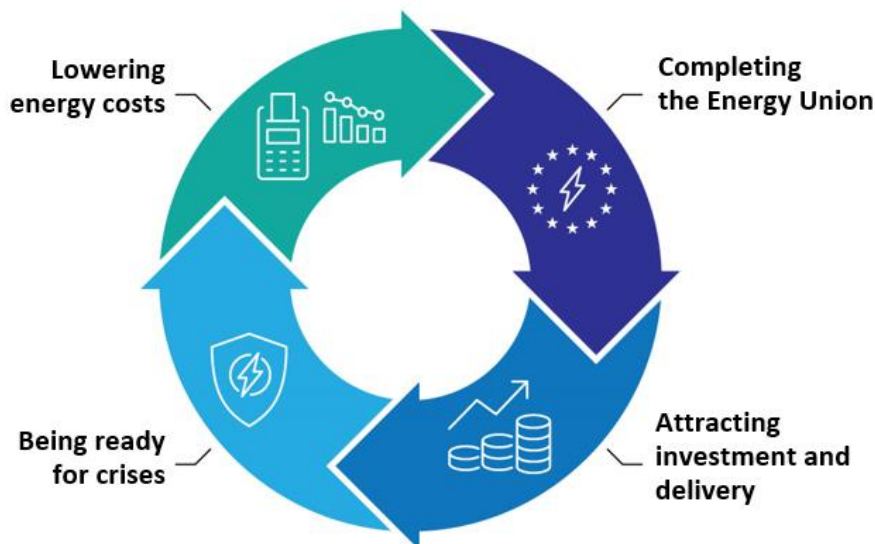 Lowering
energy costs
Completing
the Energy Union
Attracting
investment and
delivery
Being ready
for crises